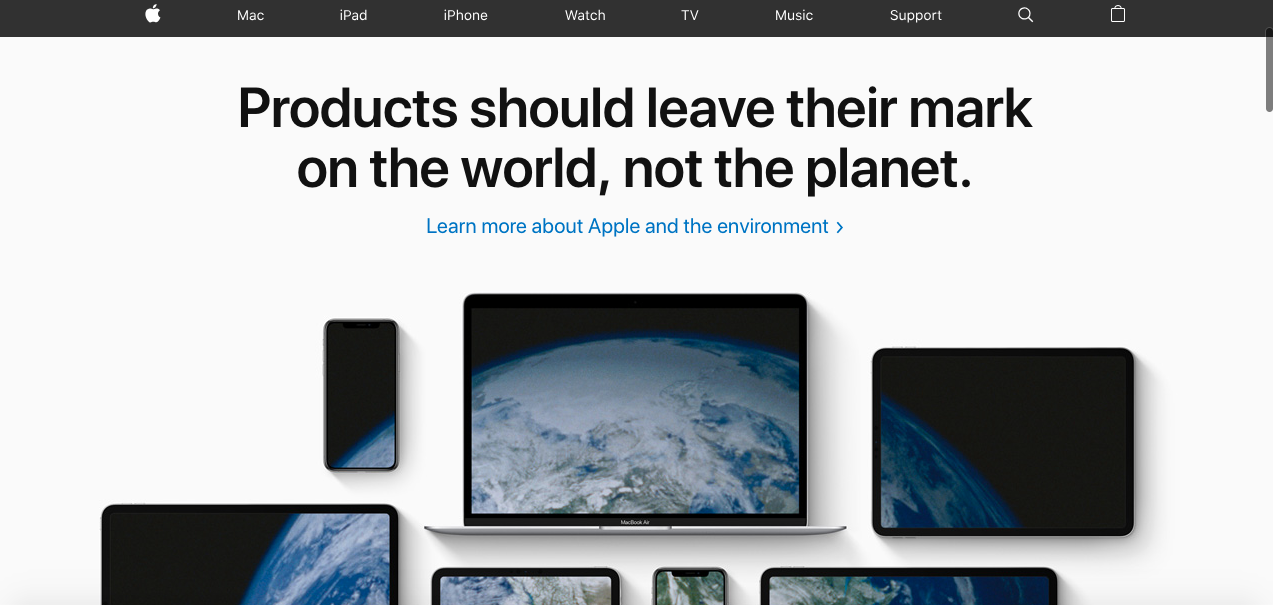 Mac iPad iPhone Watch TV Music Support
Products should leave their mark
on the world, not the planet.
Learn more about Apple and the environment ›
MacBook Air